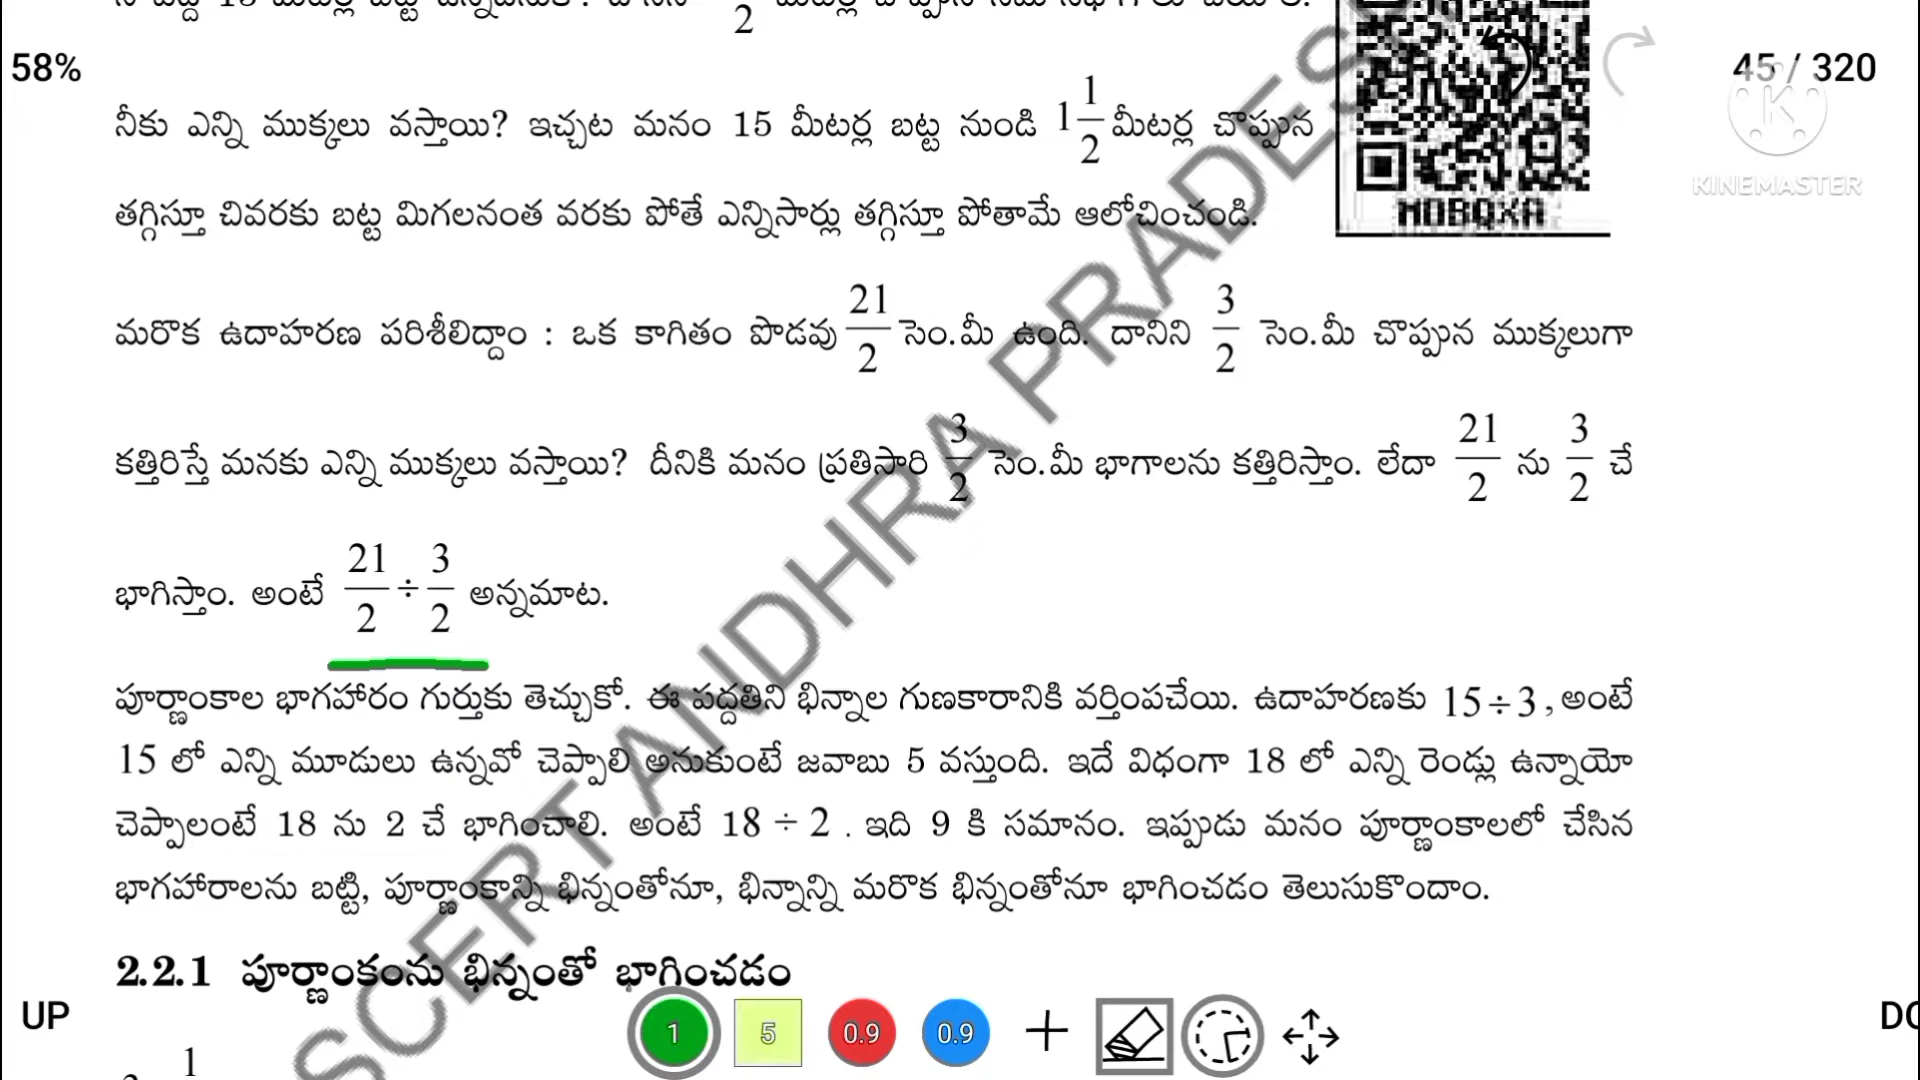 58%
45 / 320
KINEMASTER
MOBQXA
నీకు ఎన్ని ముక్కలు వస్తాయి? ఇచ్చట మనం 15 మీటర్ల బట్ట నుండి 1 1/2 మీటర్ల చొప్పున
తగ్గిస్తూ చివరకు బట్ట మిగలనంత వరకు పోతే ఎన్నిసార్లు తగ్గిస్తూ పోతామే ఆలోచించండి.
మరొక ఉదాహరణ పరిశీలిద్దాం : ఒక కాగితం పొడవు 21/2 సెం.మీ ఉంది. దానిని 3/2 సెం.మీ చొప్పున ముక్కలుగా
కత్తిరిస్తే మనకు ఎన్ని ముక్కలు వస్తాయి? దీనికి మనం ప్రతిసారి 3/2 సెం.మీ భాగాలను కత్తిరిస్తాం. లేదా 21/2 ను 3/2 చే
భాగిస్తాం. అంటే 21/2 ÷ 3/2 అన్నమాట.
పూర్ణాంకాల భాగహారం గుర్తుకు తెచ్చుకో. ఈ పద్దతిని భిన్నాల గుణకారానికి వర్తింపచేయి. ఉదాహరణకు 15 ÷ 3, అంటే
15 లో ఎన్ని మూడులు ఉన్నవో చెప్పాలి అనుకుంటే జవాబు 5 వస్తుంది. ఇదే విధంగా 18 లో ఎన్ని రెండ్లు ఉన్నాయో
చెప్పాలంటే 18 ను 2 చే భాగించాలి. అంటే 18 ÷ 2 . ఇది 9 కి సమానం. ఇప్పుడు మనం పూర్ణాంకాలలో చేసిన
భాగహారాలను బట్టి, పూర్ణాంకాన్ని భిన్నంతోనూ, భిన్నాన్ని మరొక భిన్నంతోనూ భాగించడం తెలుసుకొందాం.
2.2.1 పూర్ణాంకంను భిన్నంతో భాగించడం
SCERT ANDHRA PRADES
UP
1
5
0.9
0.9